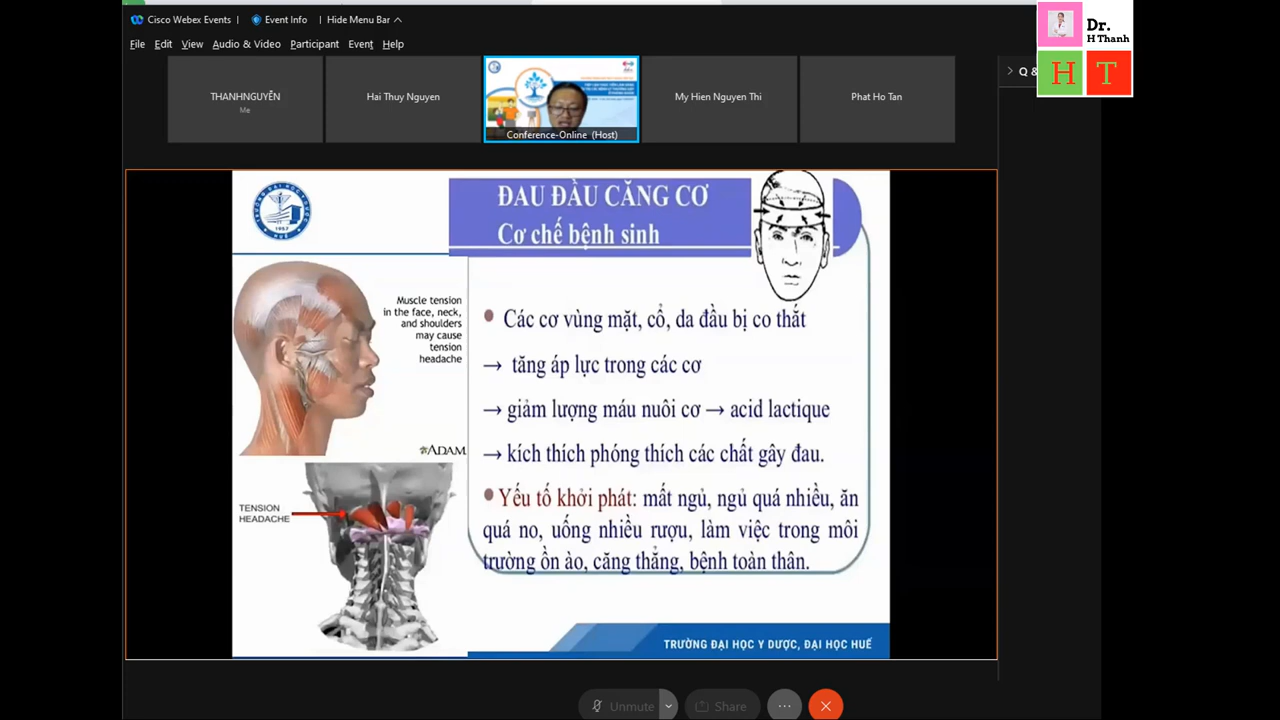 Cisco Webex Events
Event Info
Hide Menu Bar
File Edit View Audio & Video Participant Event Help
Dr.
H Thanh
H T
Q &
THANHNGUYỄN
Me
Hai Thuy Nguyen
Conference-Online (Host)
My Hien Nguyen Thi
Phat Ho Tan
ĐAU ĐẦU CĂNG CƠ
Cơ chế bệnh sinh
1957
HUẾ
Muscle tension
in the face, neck,
and shoulders
may cause
tension
headache
ADAM
TENSION
HEADACHE
• Các cơ vùng mặt, cổ, da đầu bị co thắt
→ tăng áp lực trong các cơ
→ giảm lượng máu nuôi cơ → acid lactique
→ kích thích phóng thích các chất gây đau.
• Yếu tố khởi phát: mất ngủ, ngủ quá nhiều, ăn
quá no, uống nhiều rượu, làm việc trong môi
trường ồn ào, căng thẳng, bệnh toàn thân.
TRƯỜNG ĐẠI HỌC Y DƯỢC, ĐẠI HỌC HUẾ
Unmute
Share